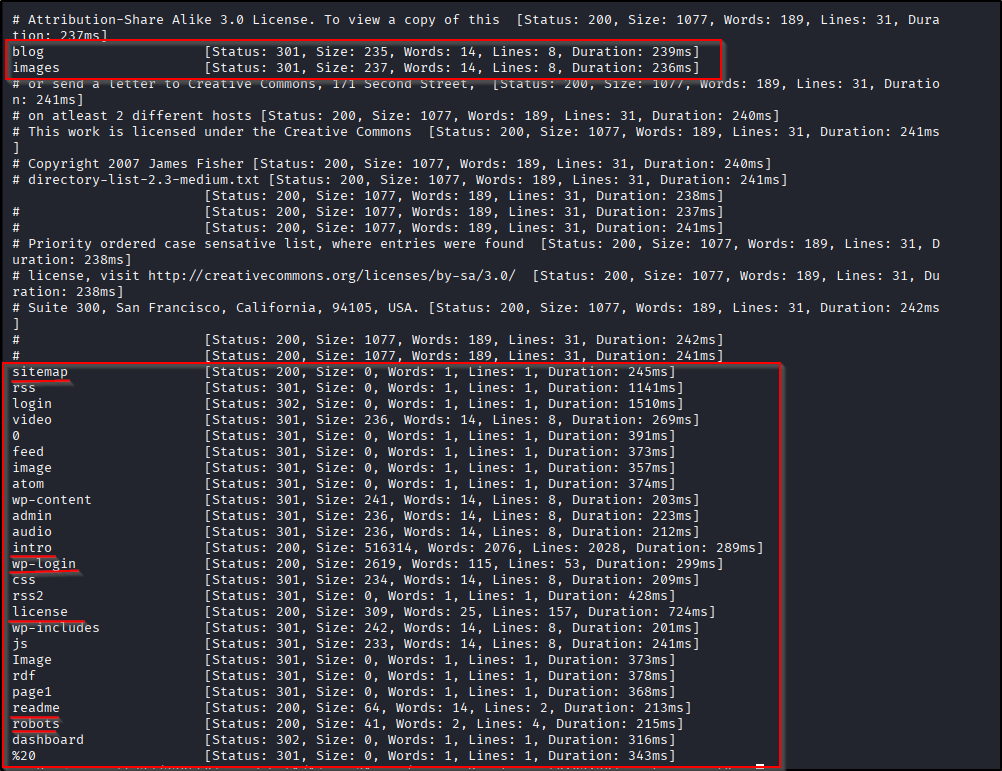 # Attribution-Share Alike 3.0 License. To view a copy of this  [Status: 200, Size: 1077, Words: 189, Lines: 31, Dura
tion: 237ms]
blog                    [Status: 301, Size: 235, Words: 14, Lines: 8, Duration: 239ms]
images                  [Status: 301, Size: 237, Words: 14, Lines: 8, Duration: 236ms]
# or send a letter to Creative Commons, 171 Second Street,  [Status: 200, Size: 1077, Words: 189, Lines: 31, Duratio
n: 241ms]
# on atleast 2 different hosts [Status: 200, Size: 1077, Words: 189, Lines: 31, Duration: 240ms]
# This work is licensed under the Creative Commons  [Status: 200, Size: 1077, Words: 189, Lines: 31, Duration: 241ms
]
# Copyright 2007 James Fisher [Status: 200, Size: 1077, Words: 189, Lines: 31, Duration: 240ms]
# directory-list-2.3-medium.txt [Status: 200, Size: 1077, Words: 189, Lines: 31, Duration: 241ms]
                        [Status: 200, Size: 1077, Words: 189, Lines: 31, Duration: 238ms]
#                       [Status: 200, Size: 1077, Words: 189, Lines: 31, Duration: 237ms]
#                       [Status: 200, Size: 1077, Words: 189, Lines: 31, Duration: 241ms]
# Priority ordered case sensative list, where entries were found  [Status: 200, Size: 1077, Words: 189, Lines: 31, D
uration: 238ms]
# license, visit http://creativecommons.org/licenses/by-sa/3.0/  [Status: 200, Size: 1077, Words: 189, Lines: 31, Du
ration: 238ms]
# Suite 300, San Francisco, California, 94105, USA. [Status: 200, Size: 1077, Words: 189, Lines: 31, Duration: 242ms
]
#                       [Status: 200, Size: 1077, Words: 189, Lines: 31, Duration: 242ms]
#                       [Status: 200, Size: 1077, Words: 189, Lines: 31, Duration: 241ms]
sitemap                 [Status: 200, Size: 0, Words: 1, Lines: 1, Duration: 245ms]
rss                     [Status: 301, Size: 0, Words: 1, Lines: 1, Duration: 1141ms]
login                   [Status: 302, Size: 0, Words: 1, Lines: 1, Duration: 1510ms]
video                   [Status: 301, Size: 236, Words: 14, Lines: 8, Duration: 269ms]
0                       [Status: 301, Size: 0, Words: 1, Lines: 1, Duration: 391ms]
feed                    [Status: 301, Size: 0, Words: 1, Lines: 1, Duration: 373ms]
image                   [Status: 301, Size: 0, Words: 1, Lines: 1, Duration: 357ms]
atom                    [Status: 301, Size: 0, Words: 1, Lines: 1, Duration: 374ms]
wp-content              [Status: 301, Size: 241, Words: 14, Lines: 8, Duration: 203ms]
admin                   [Status: 301, Size: 236, Words: 14, Lines: 8, Duration: 223ms]
audio                   [Status: 301, Size: 236, Words: 14, Lines: 8, Duration: 212ms]
intro                   [Status: 200, Size: 516314, Words: 2076, Lines: 2028, Duration: 289ms]
wp-login                [Status: 200, Size: 2619, Words: 115, Lines: 53, Duration: 299ms]
css                     [Status: 301, Size: 234, Words: 14, Lines: 8, Duration: 209ms]
rss2                    [Status: 301, Size: 0, Words: 1, Lines: 1, Duration: 428ms]
license                 [Status: 200, Size: 309, Words: 25, Lines: 157, Duration: 724ms]
wp-includes             [Status: 301, Size: 242, Words: 14, Lines: 8, Duration: 201ms]
js                      [Status: 301, Size: 233, Words: 14, Lines: 8, Duration: 241ms]
Image                   [Status: 301, Size: 0, Words: 1, Lines: 1, Duration: 373ms]
rdf                     [Status: 301, Size: 0, Words: 1, Lines: 1, Duration: 378ms]
page1                   [Status: 301, Size: 0, Words: 1, Lines: 1, Duration: 368ms]
readme                  [Status: 200, Size: 64, Words: 14, Lines: 2, Duration: 213ms]
robots                  [Status: 200, Size: 41, Words: 2, Lines: 4, Duration: 215ms]
dashboard               [Status: 302, Size: 0, Words: 1, Lines: 1, Duration: 316ms]
%20                     [Status: 301, Size: 0, Words: 1, Lines: 1, Duration: 343ms]